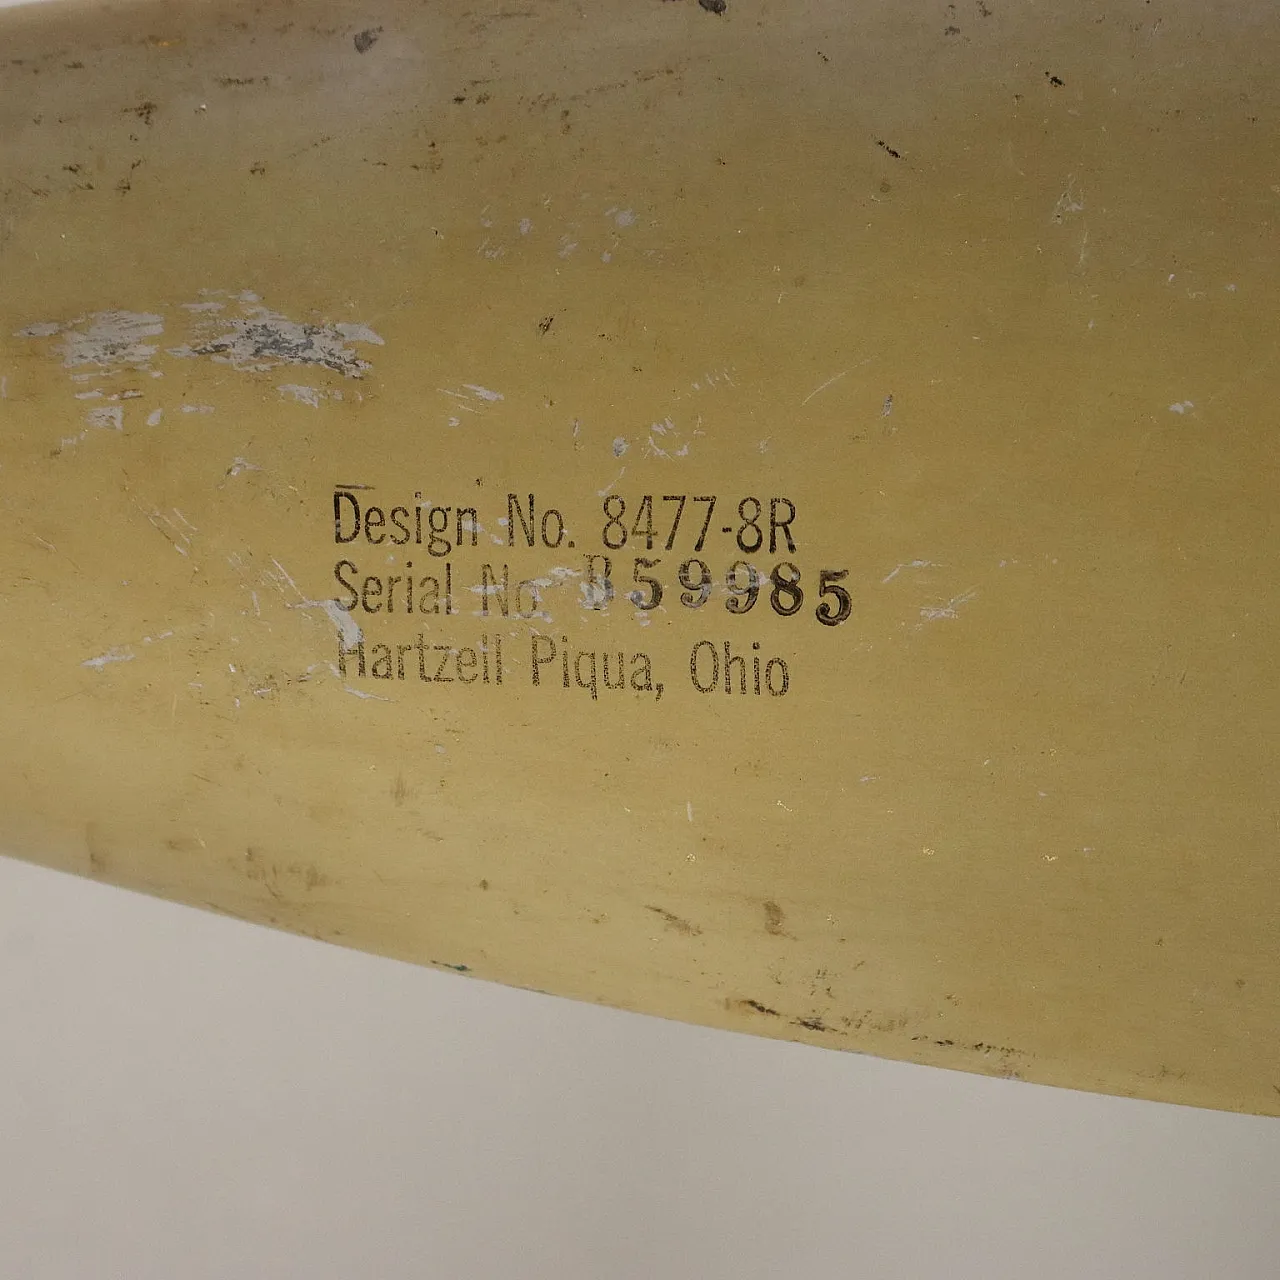 Design No. 8477-8R
Serial No. B59985
Hartzell Piqua, Ohio